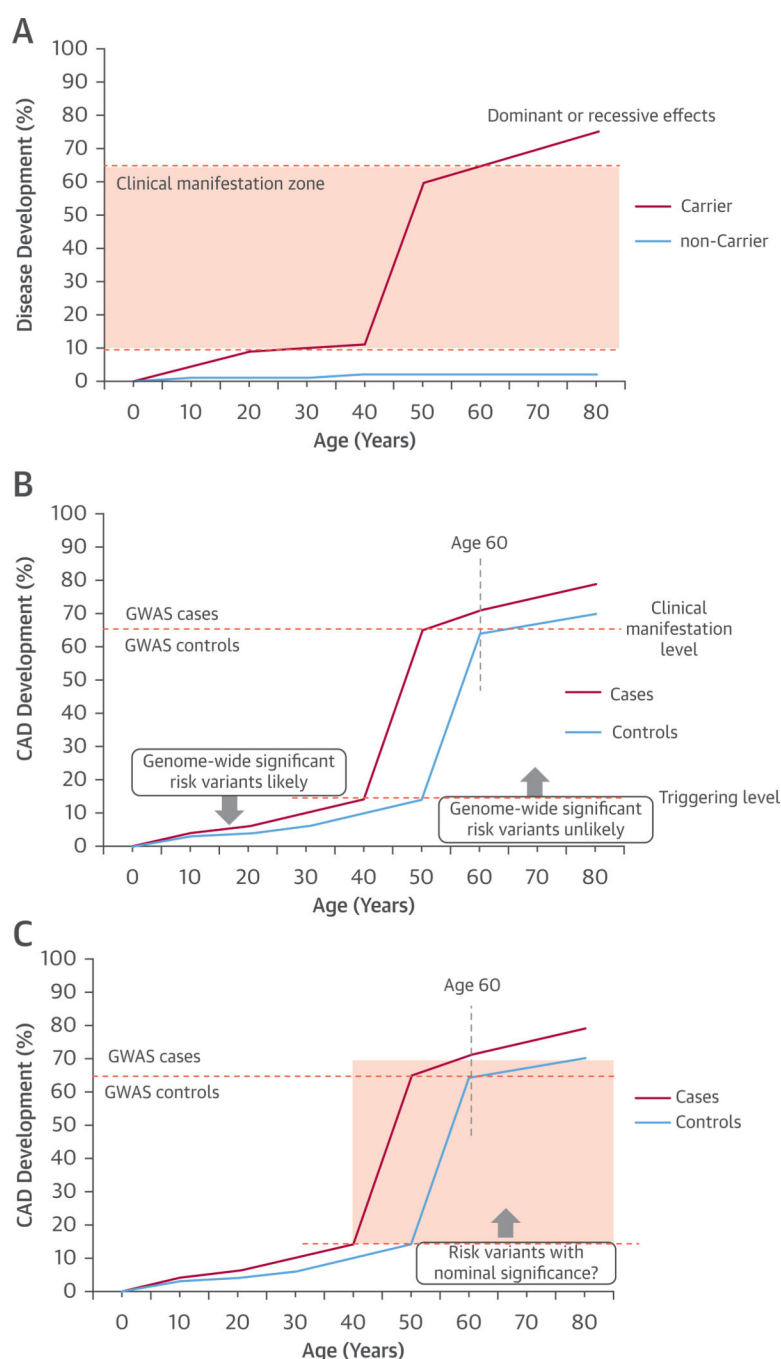 A
100
90
80
70
60
50
40
30
20
10
0
Disease Development (%)
Dominant or recessive effects
Clinical manifestation zone
Carrier
non-Carrier
0 10 20 30 40 50 60 70 80
Age (Years)
B
100
90
80
70
60
50
40
30
20
10
0
CAD Development (%)
Age 60
GWAS cases
GWAS controls
Clinical
manifestation
level
Cases
Controls
Genome-wide significant
risk variants likely
Triggering level
Genome-wide significant
risk variants unlikely
0 10 20 30 40 50 60 70 80
Age (Years)
C
100
90
80
70
60
50
40
30
20
10
0
CAD Development (%)
Age 60
GWAS cases
GWAS controls
Cases
Controls
Risk variants with
nominal significance?
0 10 20 30 40 50 60 70 80
Age (Years)